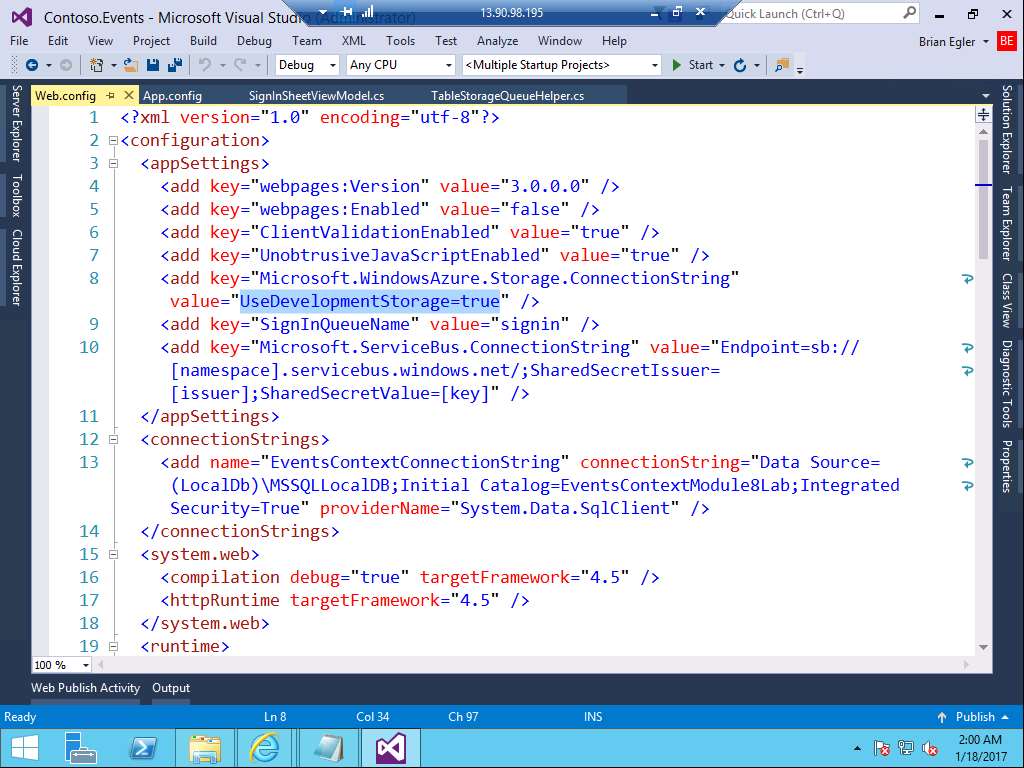 Contoso.Events - Microsoft Visual Studio (Administrator)
13.90.98.195
Quick Launch (Ctrl+Q)
File Edit View Project Build Debug Team XML Tools Test Analyze Window Help
Brian Egler BE
Debug Any CPU <Multiple Startup Projects> Start
Web.config App.config SignInSheetViewModel.cs TableStorageQueueHelper.cs
Server Explorer
Toolbox
Cloud Explorer
1 <?xml version="1.0" encoding="utf-8"?>
2 <configuration>
3 <appSettings>
4 <add key="webpages:Version" value="3.0.0.0" />
5 <add key="webpages:Enabled" value="false" />
6 <add key="ClientValidationEnabled" value="true" />
7 <add key="UnobtrusiveJavaScriptEnabled" value="true" />
8 <add key="Microsoft.WindowsAzure.Storage.ConnectionString"
value="UseDevelopmentStorage=true" />
9 <add key="SignInQueueName" value="signin" />
10 <add key="Microsoft.ServiceBus.ConnectionString" value="Endpoint=sb://
[namespace].servicebus.windows.net/;SharedSecretIssuer=
[issuer];SharedSecretValue=[key]" />
11 </appSettings>
12 <connectionStrings>
13 <add name="EventsContextConnectionString" connectionString="Data Source=
(LocalDb)\MSSQLLocalDB;Initial Catalog=EventsContextModule8Lab;Integrated
Security=True" providerName="System.Data.SqlClient" />
14 </connectionStrings>
15 <system.web>
16 <compilation debug="true" targetFramework="4.5" />
17 <httpRuntime targetFramework="4.5" />
18 </system.web>
19 <runtime>
Solution Explorer
Team Explorer
Class View
Diagnostic Tools
Properties
100 %
Web Publish Activity Output
Ready Ln 8 Col 34 Ch 97 INS Publish
2:00 AM
1/18/2017